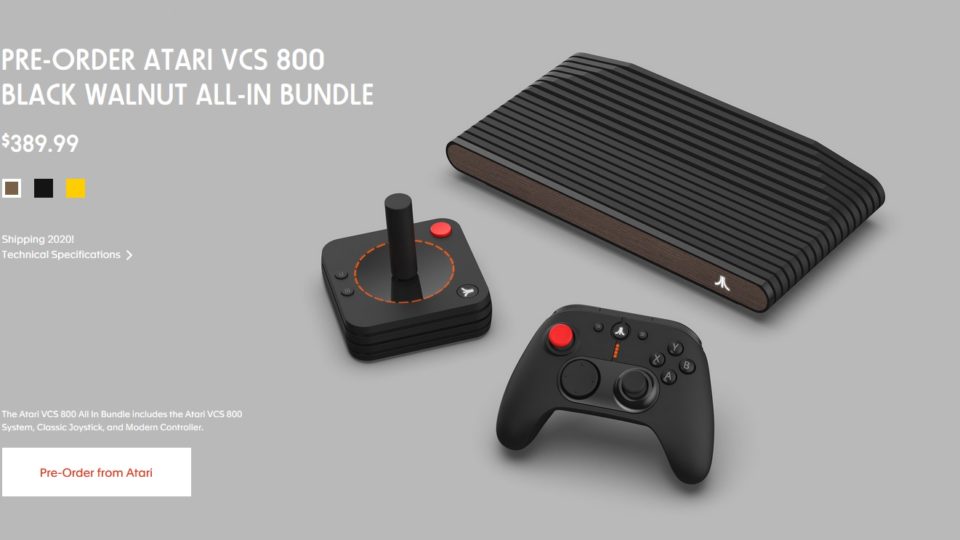 PRE-ORDER ATARI VCS 800
BLACK WALNUT ALL-IN BUNDLE
$389.99
Shipping 2020!
Technical Specifications >
The Atari VCS 800 All In Bundle includes the Atari VCS 800
System, Classic Joystick, and Modern Controller.
Pre-Order from Atari
Y
X
B
A